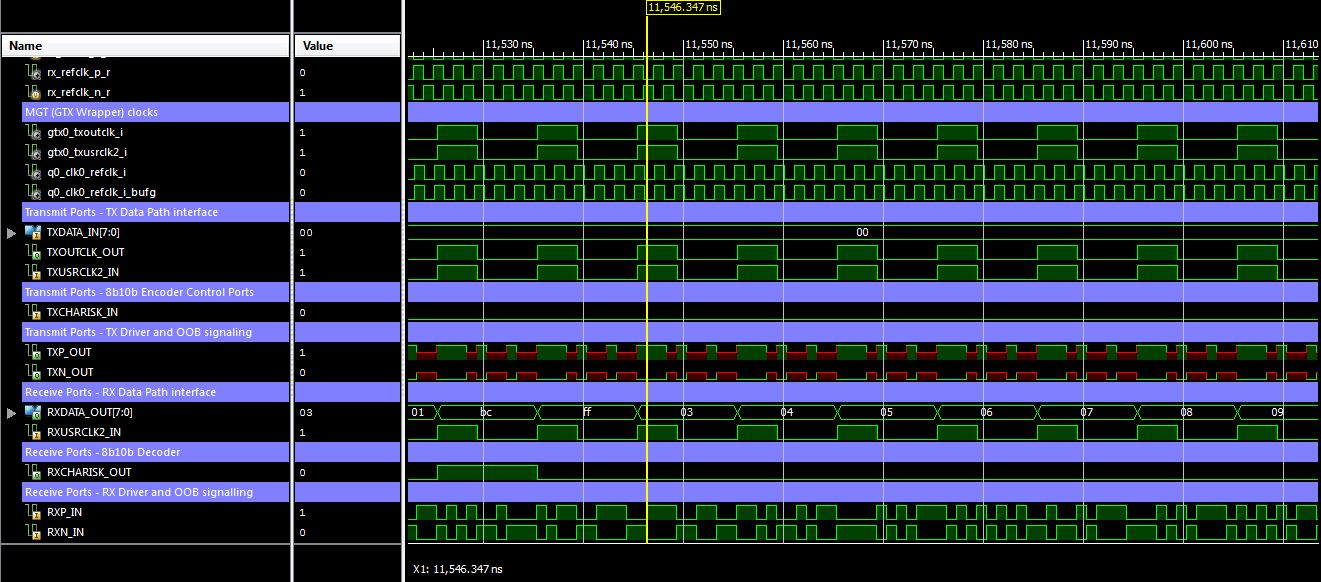 11,546.347 ns
Name Value
11,530 ns 11,540 ns 11,550 ns 11,560 ns 11,570 ns 11,580 ns 11,590 ns 11,600 ns 11,610
rx_refclk_p_r 0
rx_refclk_n_r 1
MGT (GTX Wrapper) clocks
gtx0_txoutclk_i 1
gtx0_txusrclk2_i 1
q0_clk0_refclk_i 0
q0_clk0_refclk_i_bufg 0
Transmit Ports - TX Data Path interface
TXDATA_IN[7:0] 00 00
TXOUTCLK_OUT 1
TXUSRCLK2_IN 1
Transmit Ports - 8b10b Encoder Control Ports
TXCHARISK_IN 0
Transmit Ports - TX Driver and OOB signaling
TXP_OUT 1
TXN_OUT 0
Receive Ports - RX Data Path interface
RXDATA_OUT[7:0] 03 01 bc ff 03 04 05 06 07 08 09
RXUSRCLK2_IN 1
Receive Ports - 8b10b Decoder
RXCHARISK_OUT 0
Receive Ports - RX Driver and OOB signalling
RXP_IN 1
RXN_IN 0
X1: 11,546.347 ns